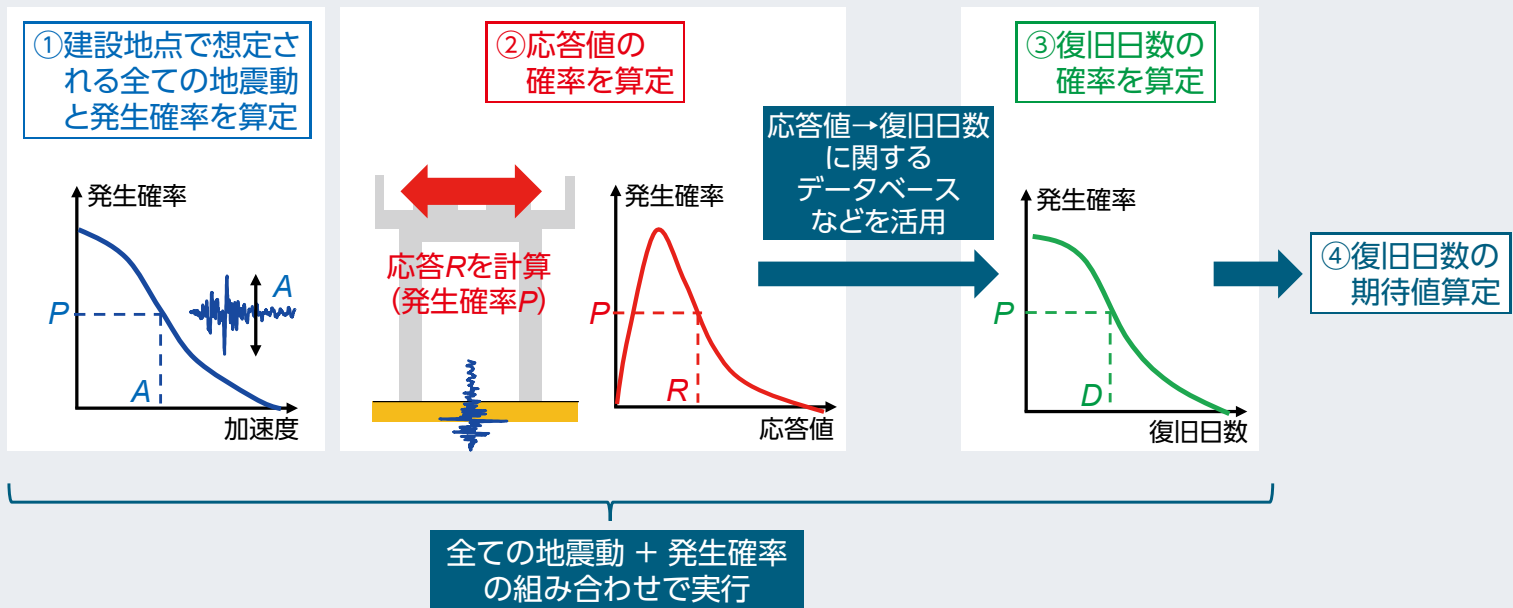 ①建設地点で想定さ
れる全ての地震動
と発生確率を算定
発生確率
P
A
A
加速度
②応答値の
確率を算定
応答Rを計算
(発生確率P)
発生確率
P
R
応答値
応答値→復旧日数
に関する
データベース
などを活用
③復旧日数の
確率を算定
発生確率
P
D
復旧日数
④復旧日数の
期待値算定
全ての地震動 + 発生確率
の組み合わせで実行